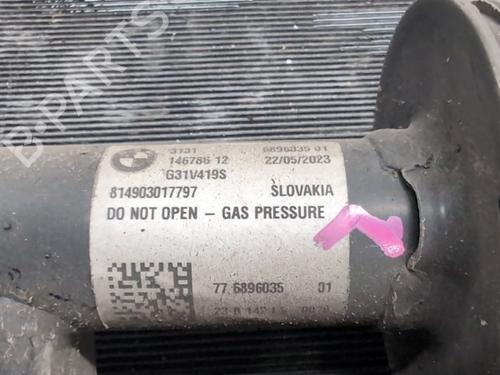 B-PARTS
3131 6896035 01
146786 12 22/05/2023
G31V419S
814903017797 SLOVAKIA
DO NOT OPEN - GAS PRESSURE
77 6896035 01